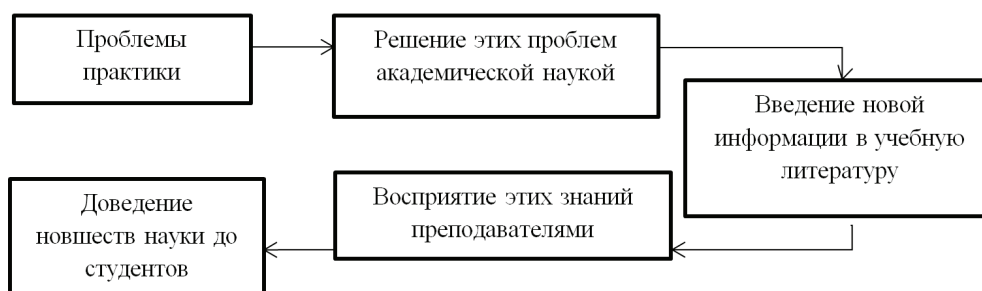 Проблемы
практики
Решение этих проблем
академической наукой
Введение новой
информации в учебную
литературу
Восприятие этих знаний
преподавателями
Доведение
новшеств науки до
студентов